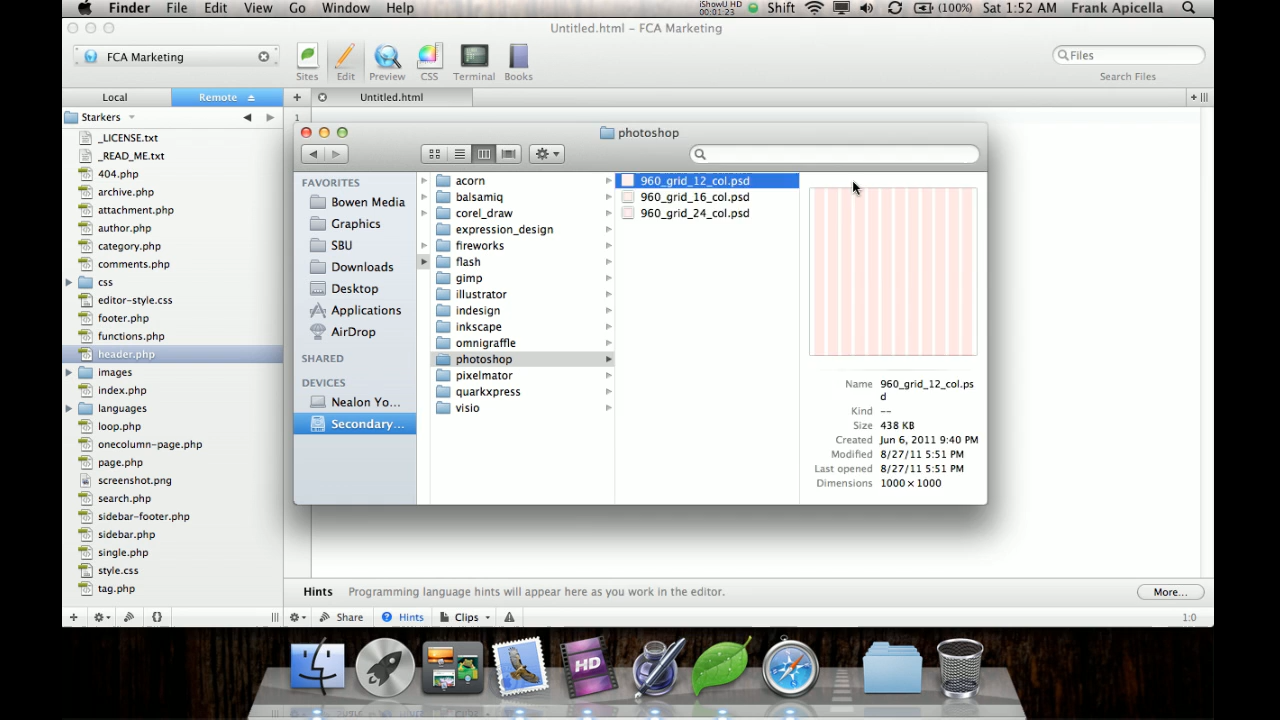 Finder File Edit View Go Window Help iShowU HD 00:01:23 Shift (100%) Sat 1:52 AM Frank Apicella
Untitled.html – FCA Marketing
FCA Marketing
Sites Edit Preview CSS Terminal Books
Files
Search Files
Local Remote
Untitled.html
Starkers
1
_LICENSE.txt
_READ_ME.txt
404.php
archive.php
attachment.php
author.php
category.php
comments.php
css
editor-style.css
footer.php
functions.php
header.php
images
index.php
languages
loop.php
onecolumn-page.php
page.php
screenshot.png
search.php
sidebar-footer.php
sidebar.php
single.php
style.css
tag.php
photoshop
FAVORITES
Bowen Media
Graphics
SBU
Downloads
Desktop
Applications
AirDrop
SHARED
DEVICES
Nealon Yo...
Secondary...
acorn
balsamiq
corel_draw
expression_design
fireworks
flash
gimp
illustrator
indesign
inkscape
omnigraffle
photoshop
pixelmator
quarkxpress
visio
960_grid_12_col.psd
960_grid_16_col.psd
960_grid_24_col.psd
Name 960_grid_12_col.ps
d
Kind --
Size 438 KB
Created Jun 6, 2011 9:40 PM
Modified 8/27/11 5:51 PM
Last opened 8/27/11 5:51 PM
Dimensions 1000 × 1000
Hints Programming language hints will appear here as you work in the editor.
More...
Share Hints Clips
1:0
HD